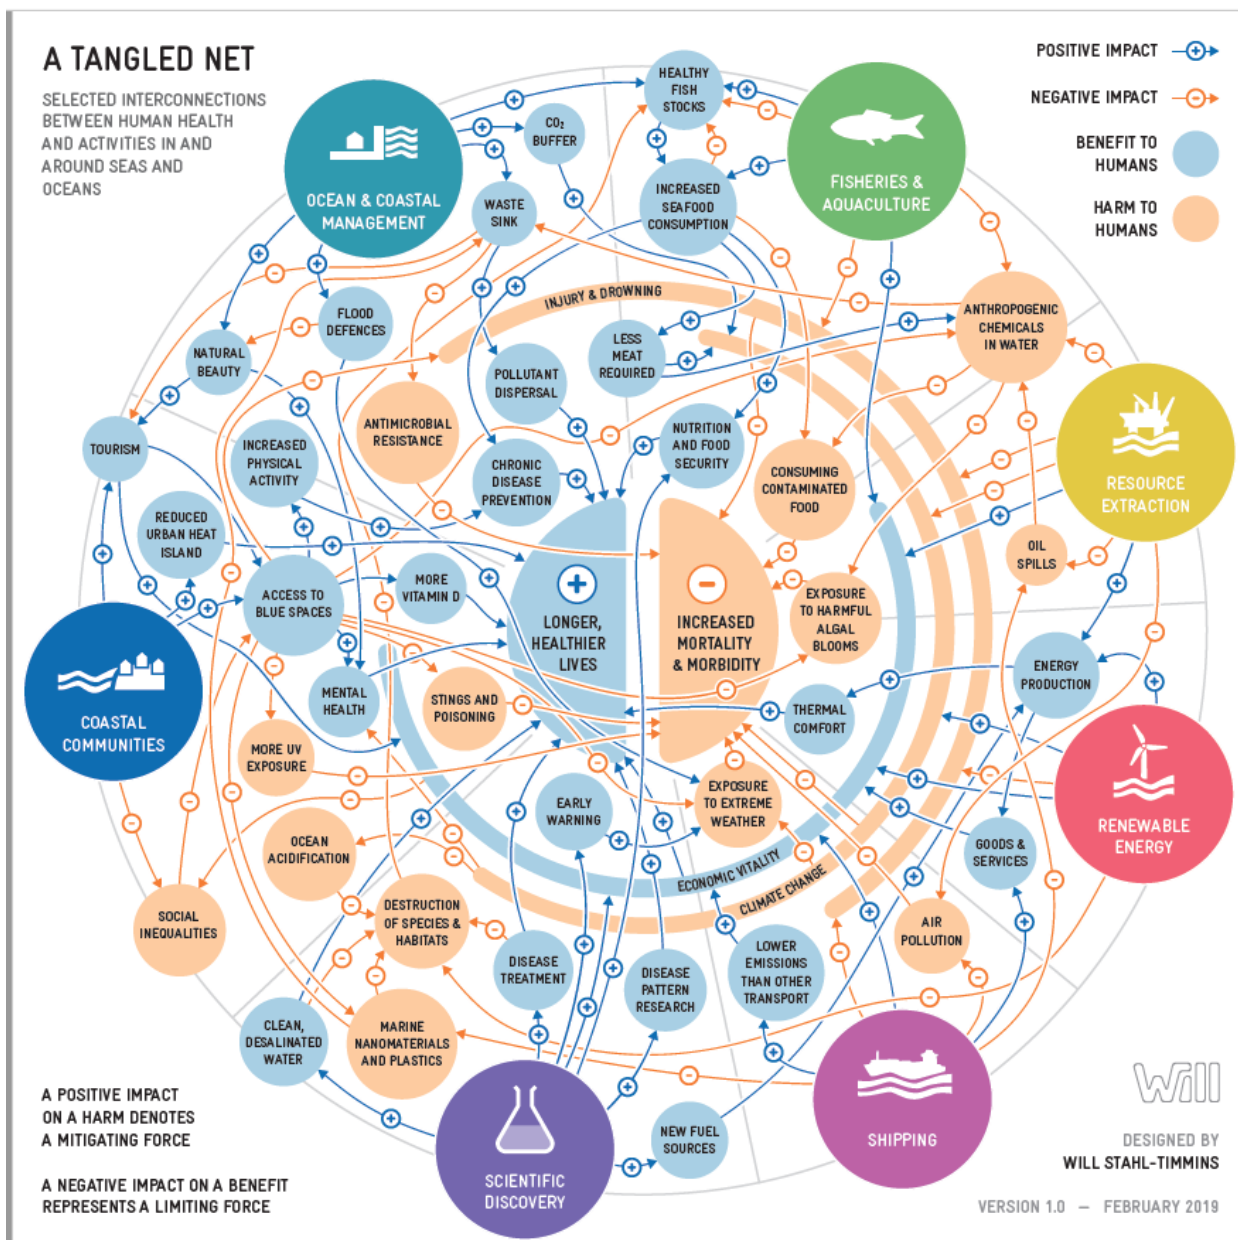 A TANGLED NET
SELECTED INTERCONNECTIONS
BETWEEN HUMAN HEALTH
AND ACTIVITIES IN AND
AROUND SEAS AND
OCEANS
POSITIVE IMPACT
NEGATIVE IMPACT
BENEFIT TO
HUMANS
HARM TO
HUMANS
OCEAN & COASTAL
MANAGEMENT
CO₂
BUFFER
HEALTHY
FISH
STOCKS
FISHERIES &
AQUACULTURE
WASTE
SINK
INCREASED
SEAFOOD
CONSUMPTION
INJURY & DROWNING
FLOOD
DEFENCES
NATURAL
BEAUTY
LESS
MEAT
REQUIRED
ANTHROPOGENIC
CHEMICALS
IN WATER
POLLUTANT
DISPERSAL
ANTIMICROBIAL
RESISTANCE
TOURISM
INCREASED
PHYSICAL
ACTIVITY
CHRONIC
DISEASE
PREVENTION
NUTRITION
AND FOOD
SECURITY
CONSUMING
CONTAMINATED
FOOD
RESOURCE
EXTRACTION
REDUCED
URBAN HEAT
ISLAND
OIL
SPILLS
ACCESS TO
BLUE SPACES
MORE
VITAMIN D
LONGER,
HEALTHIER
LIVES
INCREASED
MORTALITY
& MORBIDITY
EXPOSURE
TO HARMFUL
ALGAL
BLOOMS
COASTAL
COMMUNITIES
MENTAL
HEALTH
STINGS AND
POISONING
THERMAL
COMFORT
ENERGY
PRODUCTION
MORE UV
EXPOSURE
EARLY
WARNING
EXPOSURE
TO EXTREME
WEATHER
RENEWABLE
ENERGY
OCEAN
ACIDIFICATION
ECONOMIC VITALITY
CLIMATE CHANGE
GOODS &
SERVICES
SOCIAL
INEQUALITIES
DESTRUCTION
OF SPECIES &
HABITATS
DISEASE
TREATMENT
DISEASE
PATTERN
RESEARCH
LOWER
EMISSIONS
THAN OTHER
TRANSPORT
AIR
POLLUTION
CLEAN,
DESALINATED
WATER
MARINE
NANOMATERIALS
AND PLASTICS
SCIENTIFIC
DISCOVERY
NEW FUEL
SOURCES
SHIPPING
A POSITIVE IMPACT
ON A HARM DENOTES
A MITIGATING FORCE
A NEGATIVE IMPACT ON A BENEFIT
REPRESENTS A LIMITING FORCE
Will
DESIGNED BY
WILL STAHL-TIMMINS
VERSION 1.0 — FEBRUARY 2019